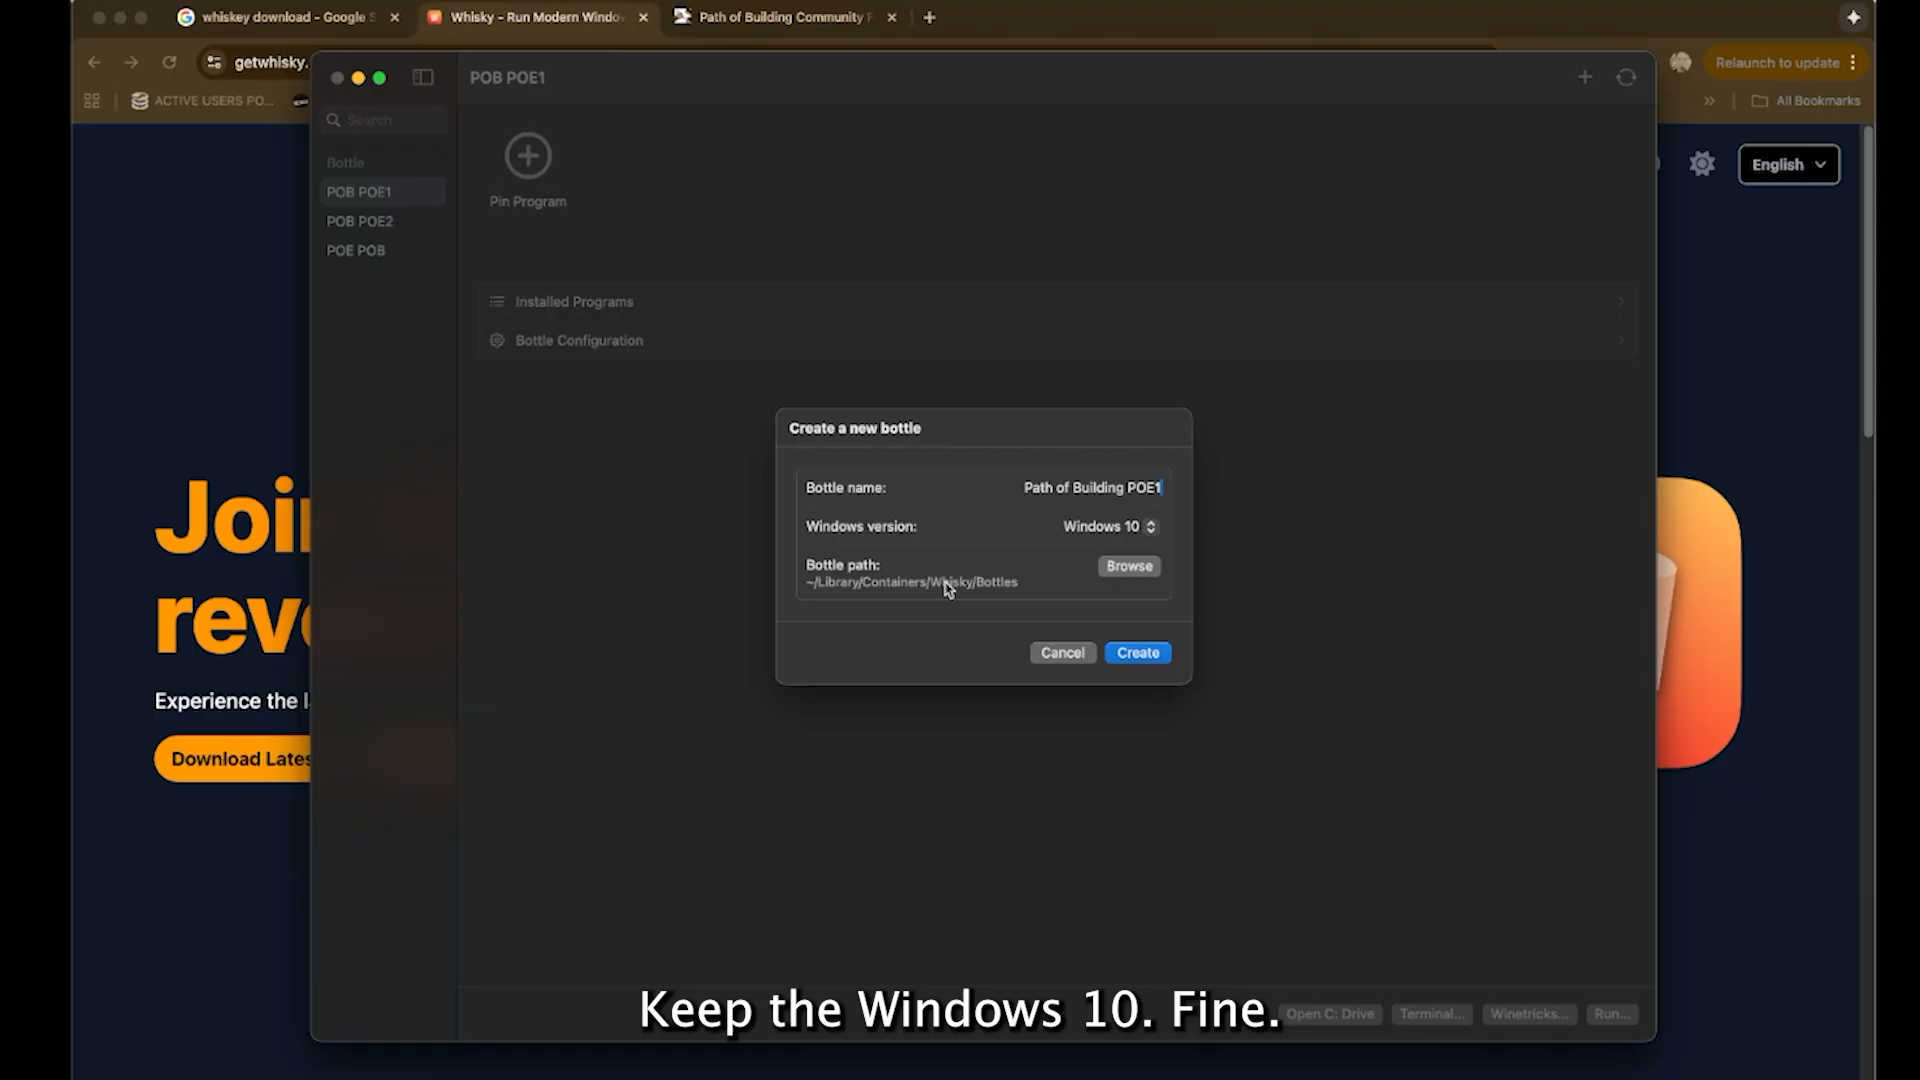 whiskey download - Google S
Whisky - Run Modern Windo
Path of Building Community F
getwhisky.
Relaunch to update
ACTIVE USERS PO...
All Bookmarks
POB POE1
Search
Bottle
POB POE1
POB POE2
POE POB
Pin Program
Installed Programs
Bottle Configuration
English
Create a new bottle
Bottle name:
Path of Building POE1
Windows version:
Windows 10
Bottle path:
~/Library/Containers/Whisky/Bottles
Browse
Cancel
Create
Join
revo
Experience the l
Download Lates
Keep the Windows 10. Fine.
Open C: Drive
Terminal...
Winetricks...
Run...